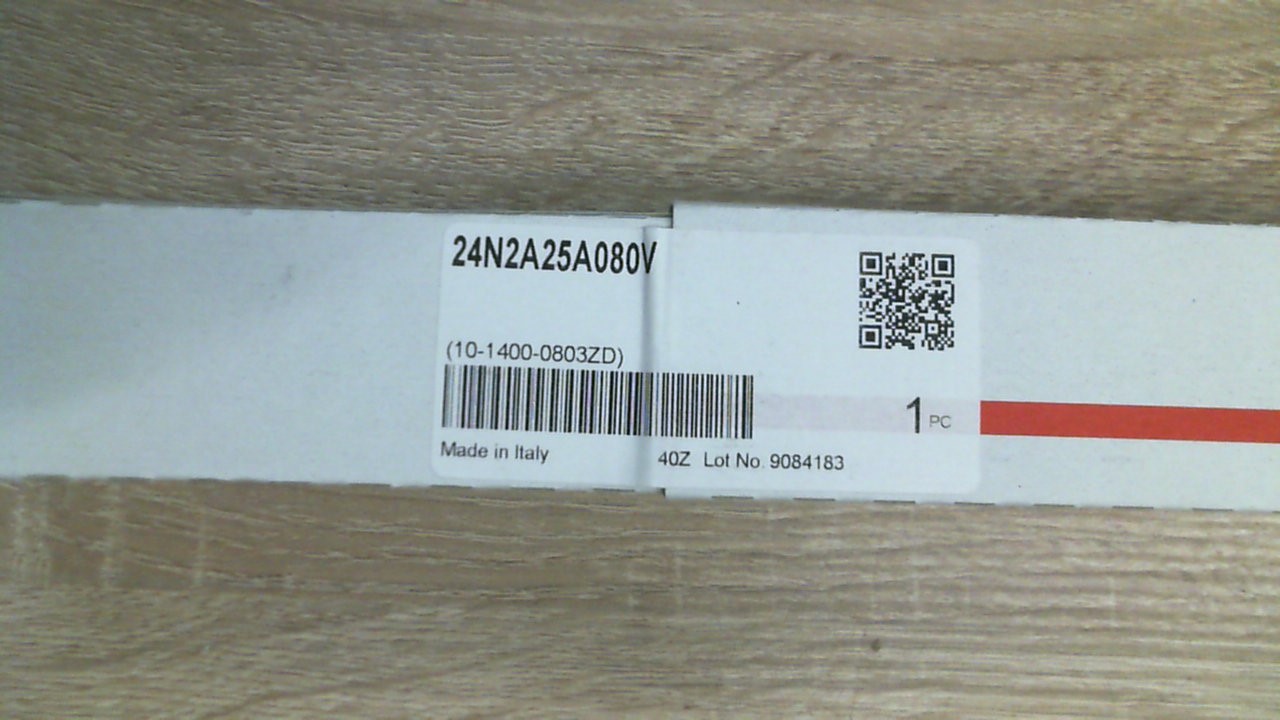 24N2A25A080V
(10-1400-0803ZD)
1 PC
Made in Italy
40Z Lot No. 9084183